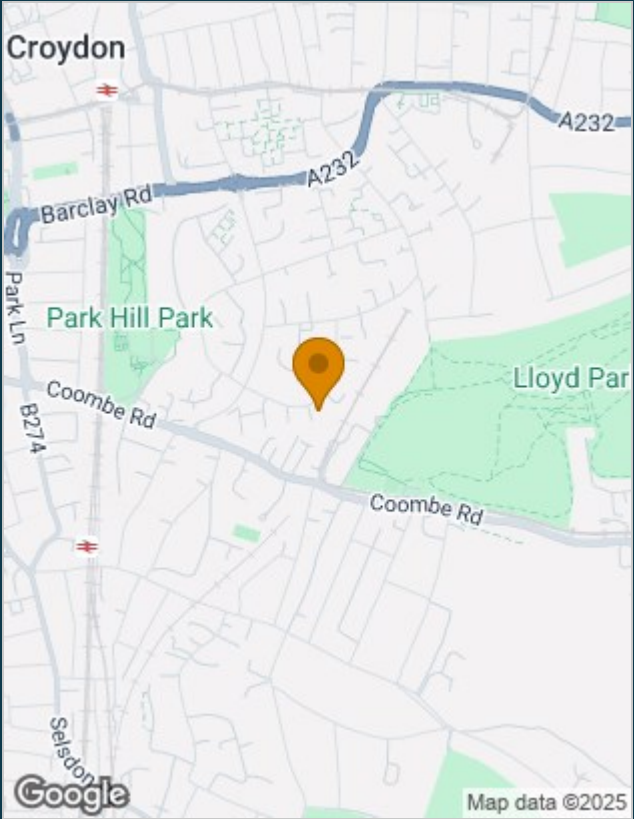 Croydon
A232
A232
Barclay Rd
Park Ln
Park Hill Park
Lloyd Par
Coombe Rd
B274
Coombe Rd
Selsdon
Google
Map data ©2025